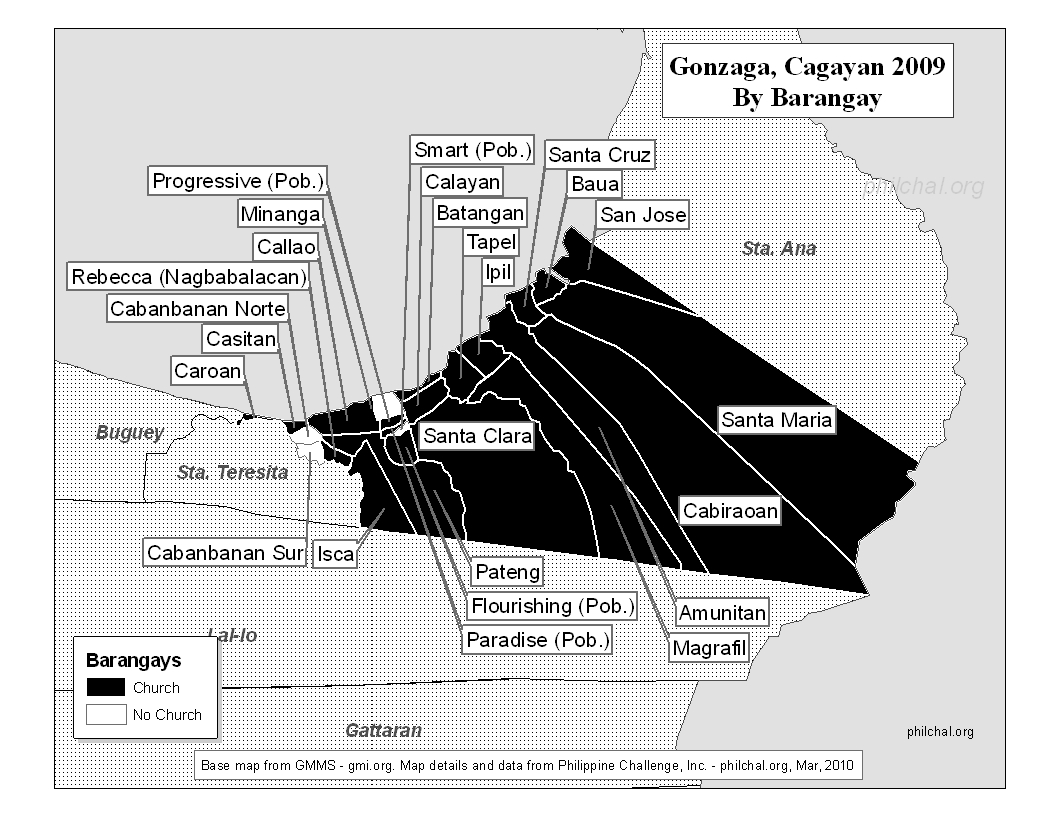 Gonzaga, Cagayan 2009
By Barangay
Smart (Pob.)
Santa Cruz
Progressive (Pob.)
Calayan
Baua
philchal.org
Minanga
Batangan
San Jose
Callao
Tapel
Sta. Ana
Rebecca (Nagbabalacan)
Ipil
Cabanbanan Norte
Casitan
Caroan
Santa Maria
Buguey
Santa Clara
Sta. Teresita
Cabiraoan
Cabanbanan Sur
Isca
Pateng
Flourishing (Pob.)
Amunitan
Lal-lo
Paradise (Pob.)
Magrafil
Barangays
Church
No Church
Gattaran
philchal.org
Base map from GMMS - gmi.org. Map details and data from Philippine Challenge, Inc. - philchal.org, Mar, 2010